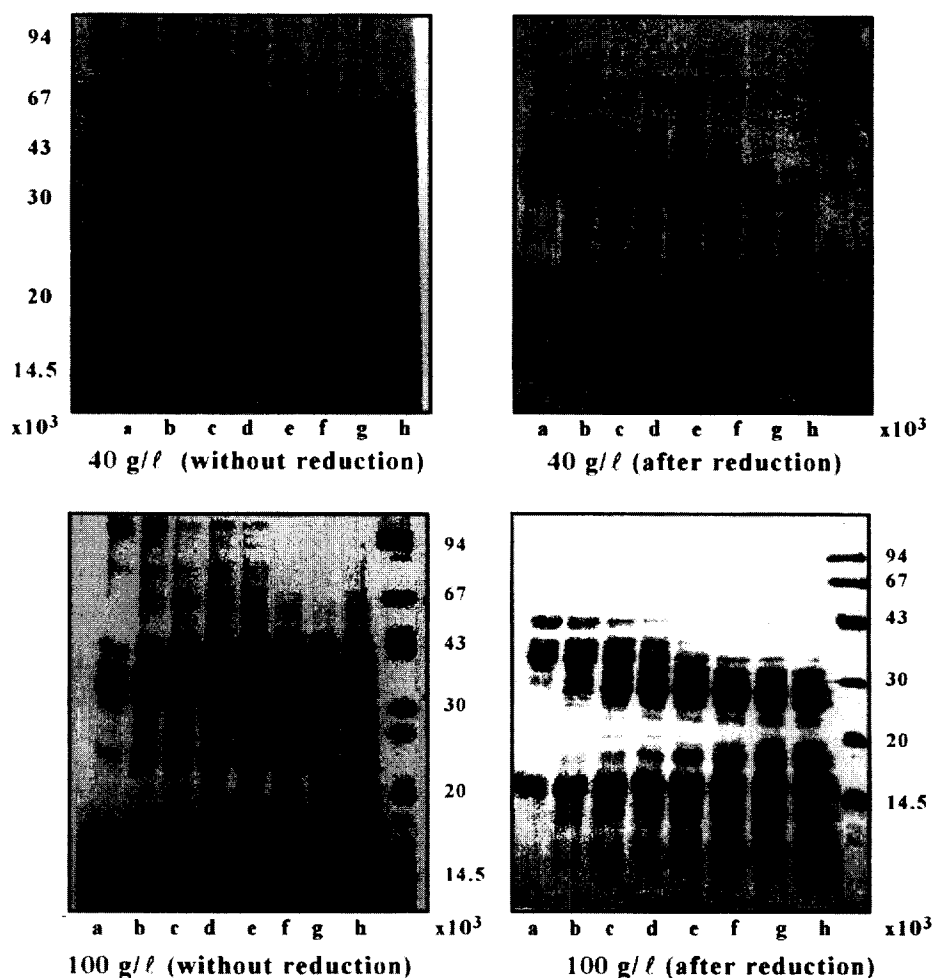 94
67
43
30
20
14.5
x10³
a b c d e f g h
40 g/ℓ (without reduction)
a b c d e f g h
x10³
40 g/ℓ (after reduction)
94
67
43
30
20
14.5
a b c d e f g h
x10³
100 g/ℓ (without reduction)
94
67
43
30
20
14.5
a b c d e f g h
x10³
100 g/ℓ (after reduction)